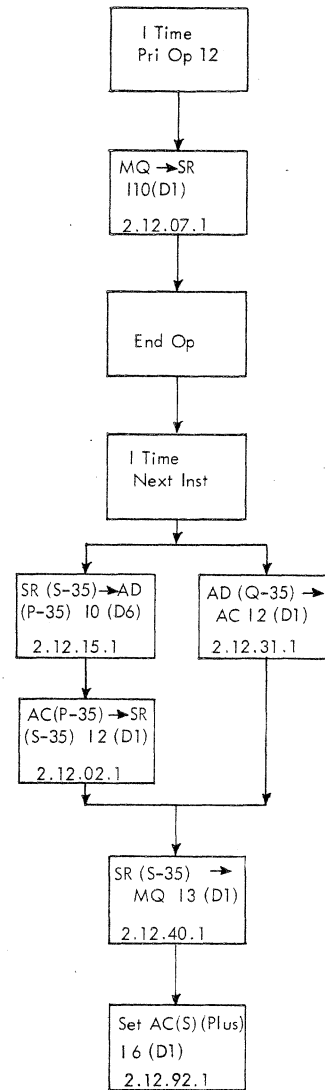 I Time
Pri Op 12
MQ → SR
I10(D1)
2.12.07.1
End Op
I Time
Next Inst
SR (S-35) → AD
(P-35) I0 (D6)
2.12.15.1
AD (Q-35) →
AC I2 (D1)
2.12.31.1
AC(P-35) → SR
(S-35) I2 (D1)
2.12.02.1
SR (S-35) →
MQ I3 (D1)
2.12.40.1
Set AC(S) (Plus)
I6 (D1)
2.12.92.1